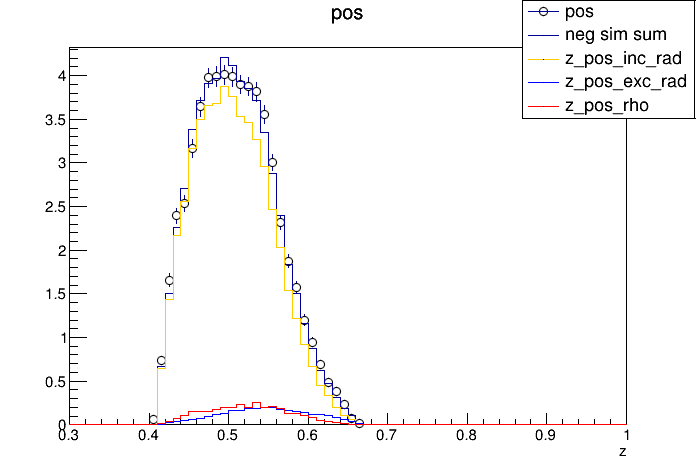 pos
pos
neg sim sum
z_pos_inc_rad
z_pos_exc_rad
z_pos_rho
4
3.5
3
2.5
2
1.5
1
0.5
0
0.3 0.4 0.5 0.6 0.7 0.8 0.9 1
z